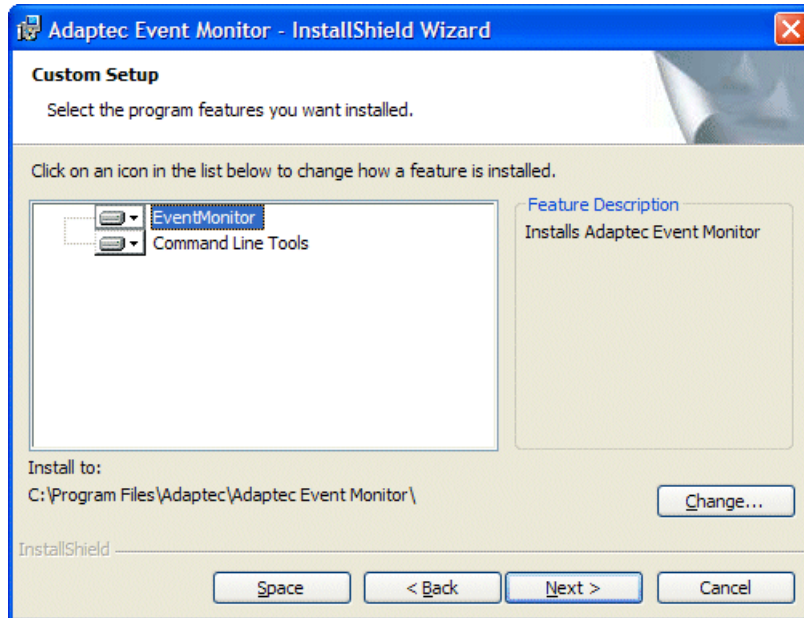 Adaptec Event Monitor - InstallShield Wizard
Custom Setup
Select the program features you want installed.
Click on an icon in the list below to change how a feature is installed.
EventMonitor
Command Line Tools
Feature Description
Installs Adaptec Event Monitor
Install to:
C:\Program Files\Adaptec\Adaptec Event Monitor\
Change...
InstallShield
Space
< Back
Next >
Cancel